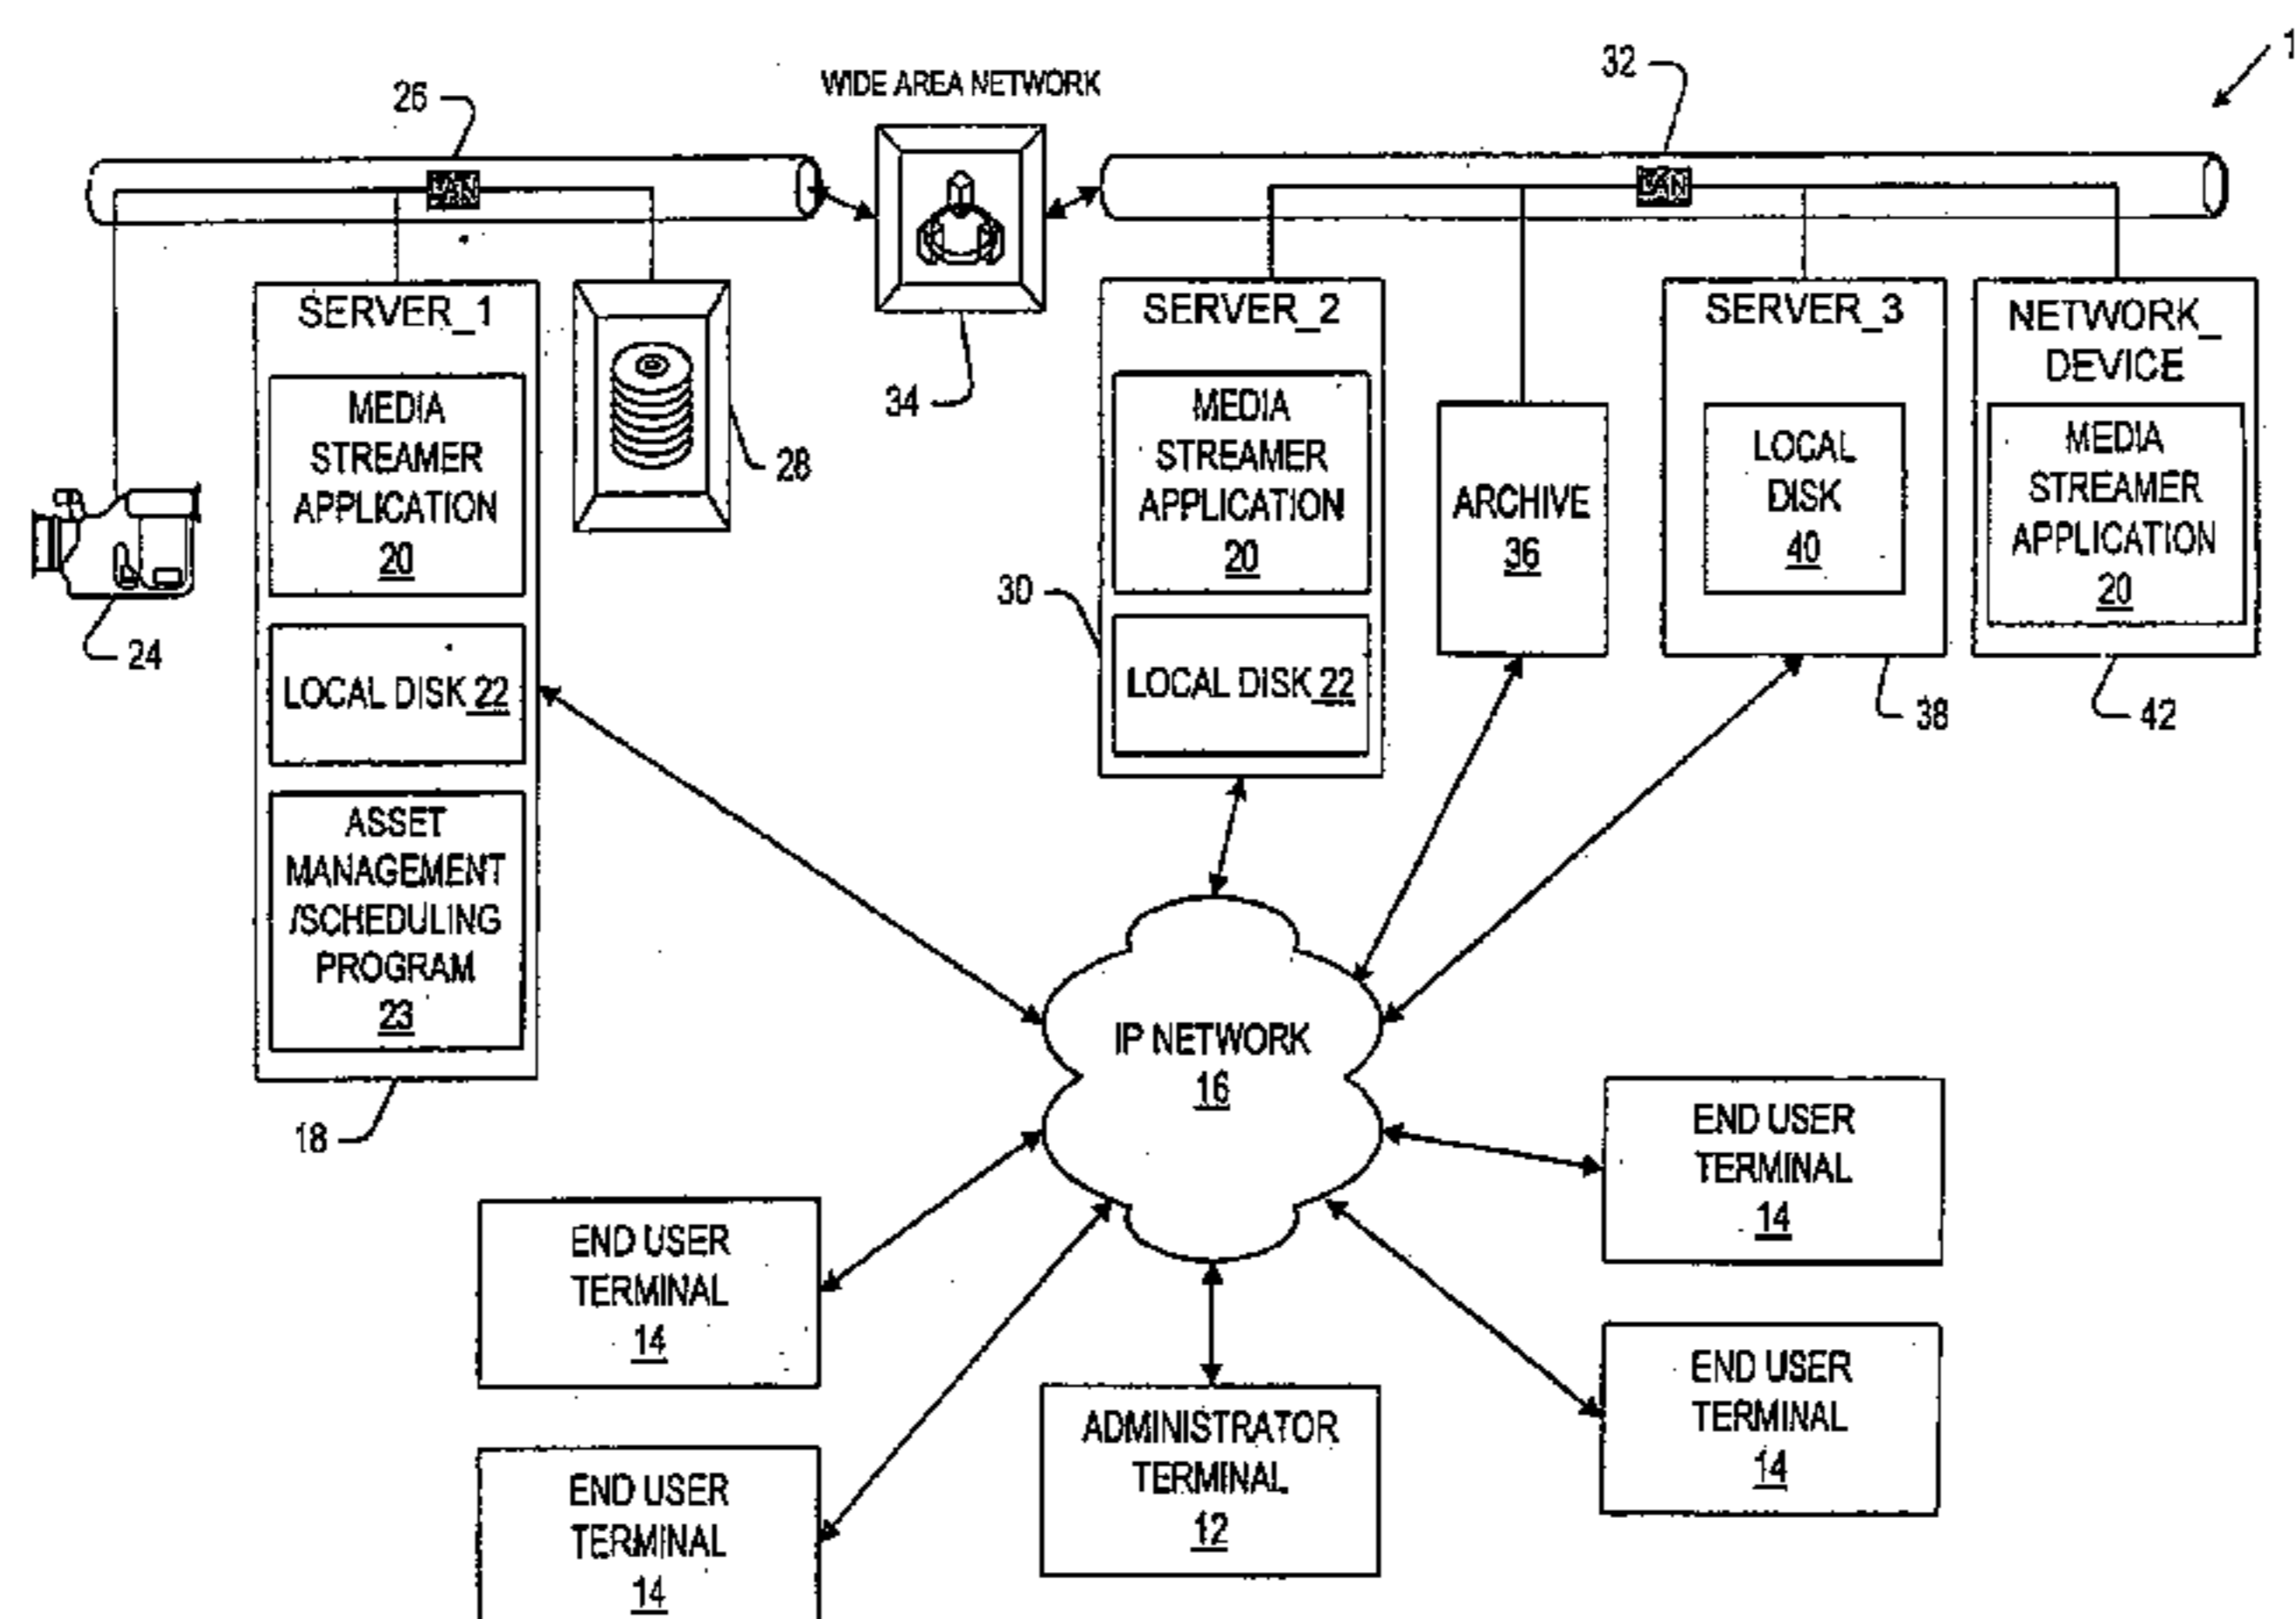 1
WIDE AREA NETWORK
26
32
LAN
LAN
34
SERVER_1
MEDIA
STREAMER
APPLICATION
20
LOCAL DISK 22
ASSET
MANAGEMENT
/SCHEDULING
PROGRAM
23
18
24
28
SERVER_2
MEDIA
STREAMER
APPLICATION
20
LOCAL DISK 22
30
ARCHIVE
36
SERVER_3
LOCAL
DISK
40
38
NETWORK_
DEVICE
MEDIA
STREAMER
APPLICATION
20
42
IP NETWORK
16
END USER
TERMINAL
14
END USER
TERMINAL
14
ADMINISTRATOR
TERMINAL
12
END USER
TERMINAL
14
END USER
TERMINAL
14